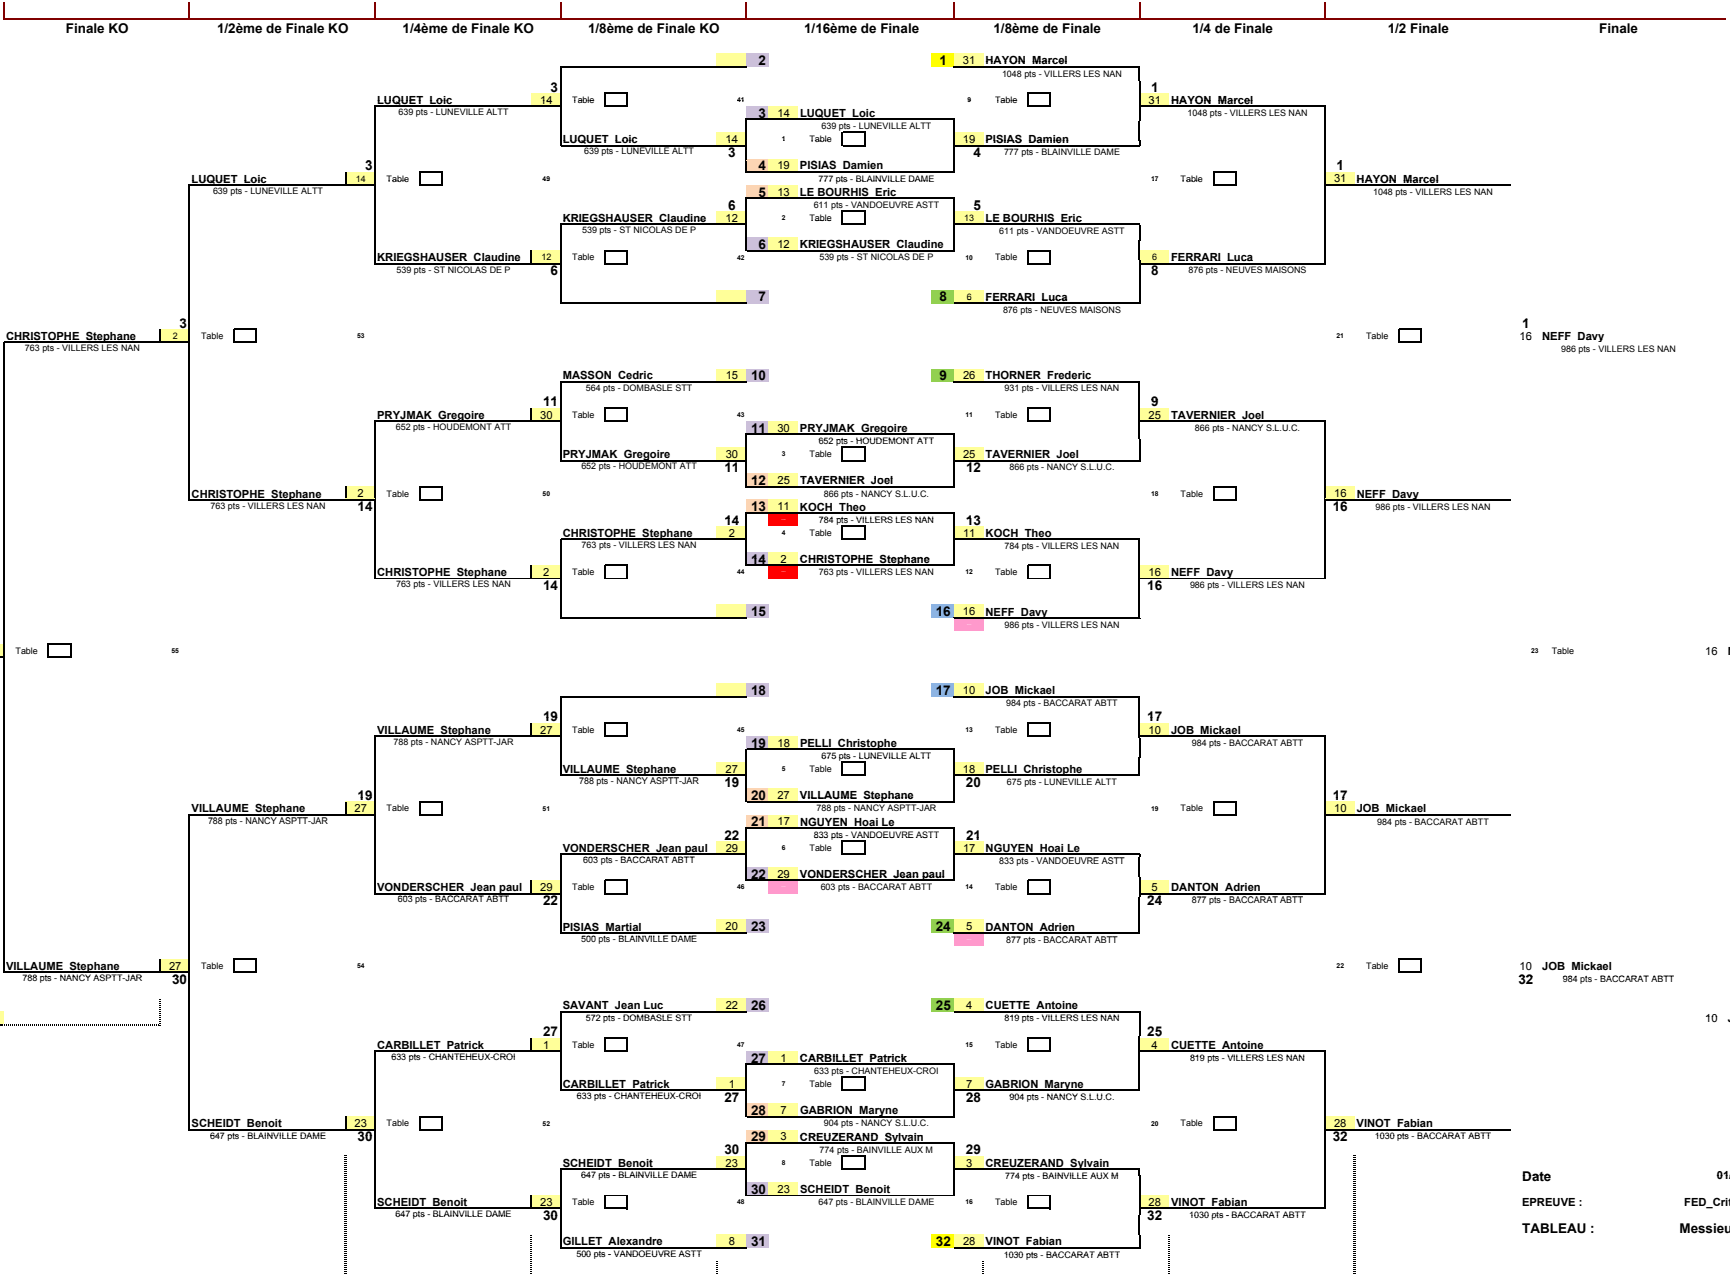 Finale KO 1/2ème de Finale KO 1/4ème de Finale KO 1/8ème de Finale KO 1/16ème de Finale 1/8ème de Finale 1/4 de Finale 1/2 Finale Finale
2 1 31 HAYON Marcel
1048 pts - VILLERS LES NAN
3 1
LUQUET Loic 14 Table 41 9 Table 31 HAYON Marcel
639 pts - LUNEVILLE ALTT 1048 pts - VILLERS LES NAN
3 14 LUQUET Loic
639 pts - LUNEVILLE ALTT
LUQUET Loic 14 1 Table 19 PISIAS Damien
639 pts - LUNEVILLE ALTT 3 4 777 pts - BLAINVILLE DAME
3 4 19 PISIAS Damien 1
LUQUET Loic 14 Table 49 777 pts - BLAINVILLE DAME 17 Table 31 HAYON Marcel
639 pts - LUNEVILLE ALTT 5 13 LE BOURHIS Eric 1048 pts - VILLERS LES NAN
6 611 pts - VANDOEUVRE ASTT 5
KRIEGSHAUSER Claudine 12 2 Table 13 LE BOURHIS Eric
539 pts - ST NICOLAS DE P 611 pts - VANDOEUVRE ASTT
6 12 KRIEGSHAUSER Claudine
KRIEGSHAUSER Claudine 12 Table 42 539 pts - ST NICOLAS DE P 10 Table 6 FERRARI Luca
539 pts - ST NICOLAS DE P 6 8 876 pts - NEUVES MAISONS
7 8 6 FERRARI Luca
876 pts - NEUVES MAISONS
3 1
CHRISTOPHE Stephane 2 Table 53 21 Table 16 NEFF Davy
763 pts - VILLERS LES NAN 986 pts - VILLERS LES NAN
MASSON Cedric 15 10 9 26 THORNER Frederic
564 pts - DOMBASLE STT 931 pts - VILLERS LES NAN
11 9
PRYJMAK Gregoire 30 Table 43 11 Table 25 TAVERNIER Joel
652 pts - HOUDEMONT ATT 866 pts - NANCY S.L.U.C.
11 30 PRYJMAK Gregoire
652 pts - HOUDEMONT ATT
PRYJMAK Gregoire 30 3 Table 25 TAVERNIER Joel
652 pts - HOUDEMONT ATT 11 12 866 pts - NANCY S.L.U.C.
12 25 TAVERNIER Joel
CHRISTOPHE Stephane 2 Table 50 866 pts - NANCY S.L.U.C. 18 Table 16 NEFF Davy
763 pts - VILLERS LES NAN 14 13 11 KOCH Theo 16 986 pts - VILLERS LES NAN
14 784 pts - VILLERS LES NAN 13
CHRISTOPHE Stephane 2 4 Table 11 KOCH Theo
763 pts - VILLERS LES NAN 784 pts - VILLERS LES NAN
14 2 CHRISTOPHE Stephane
CHRISTOPHE Stephane 2 Table 44 763 pts - VILLERS LES NAN 12 Table 16 NEFF Davy
763 pts - VILLERS LES NAN 14 16 986 pts - VILLERS LES NAN
15 16 16 NEFF Davy
986 pts - VILLERS LES NAN
Table 55 23 Table 16
18 17 10 JOB Mickael
984 pts - BACCARAT ABTT
19 17
VILLAUME Stephane 27 Table 45 13 Table 10 JOB Mickael
788 pts - NANCY ASPTT-JAR 984 pts - BACCARAT ABTT
19 18 PELLI Christophe
675 pts - LUNEVILLE ALTT
VILLAUME Stephane 27 5 Table 18 PELLI Christophe
788 pts - NANCY ASPTT-JAR 19 20 675 pts - LUNEVILLE ALTT
19 20 27 VILLAUME Stephane 17
VILLAUME Stephane 27 Table 51 788 pts - NANCY ASPTT-JAR 19 Table 10 JOB Mickael
788 pts - NANCY ASPTT-JAR 21 17 NGUYEN Hoai Le 984 pts - BACCARAT ABTT
22 833 pts - VANDOEUVRE ASTT 21
VONDERSCHER Jean paul 29 6 Table 17 NGUYEN Hoai Le
603 pts - BACCARAT ABTT 833 pts - VANDOEUVRE ASTT
22 29 VONDERSCHER Jean paul
VONDERSCHER Jean paul 29 Table 46 603 pts - BACCARAT ABTT 14 Table 5 DANTON Adrien
603 pts - BACCARAT ABTT 22 24 877 pts - BACCARAT ABTT
PISIAS Martial 20 23 24 5 DANTON Adrien
500 pts - BLAINVILLE DAME 877 pts - BACCARAT ABTT
VILLAUME Stephane 27 Table 54 22 Table 10 JOB Mickael
788 pts - NANCY ASPTT-JAR 30 32 984 pts - BACCARAT ABTT
SAVANT Jean Luc 22 26 25 4 CUETTE Antoine
572 pts - DOMBASLE STT 819 pts - VILLERS LES NAN 10
27 25
CARBILLET Patrick 1 Table 47 15 Table 4 CUETTE Antoine
633 pts - CHANTEHEUX-CROI 819 pts - VILLERS LES NAN
27 1 CARBILLET Patrick
633 pts - CHANTEHEUX-CROI
CARBILLET Patrick 1 7 Table 7 GABRION Maryne
633 pts - CHANTEHEUX-CROI 27 28 904 pts - NANCY S.L.U.C.
28 7 GABRION Maryne
SCHEIDT Benoit 23 Table 52 904 pts - NANCY S.L.U.C. 20 Table 28 VINOT Fabian
647 pts - BLAINVILLE DAME 30 29 3 CREUZERAND Sylvain 32 1030 pts - BACCARAT ABTT
30 774 pts - BAINVILLE AUX M 29
SCHEIDT Benoit 23 8 Table 3 CREUZERAND Sylvain
647 pts - BLAINVILLE DAME 774 pts - BAINVILLE AUX M
Date 01
30 23 SCHEIDT Benoit
SCHEIDT Benoit 23 Table 48 647 pts - BLAINVILLE DAME 16 Table 28 VINOT Fabian
647 pts - BLAINVILLE DAME 30 32 1030 pts - BACCARAT ABTT
EPREUVE : FED_Crit
TABLEAU : Messieu
GILLET Alexandre 8 31 32 28 VINOT Fabian
500 pts - VANDOEUVRE ASTT 1030 pts - BACCARAT ABTT